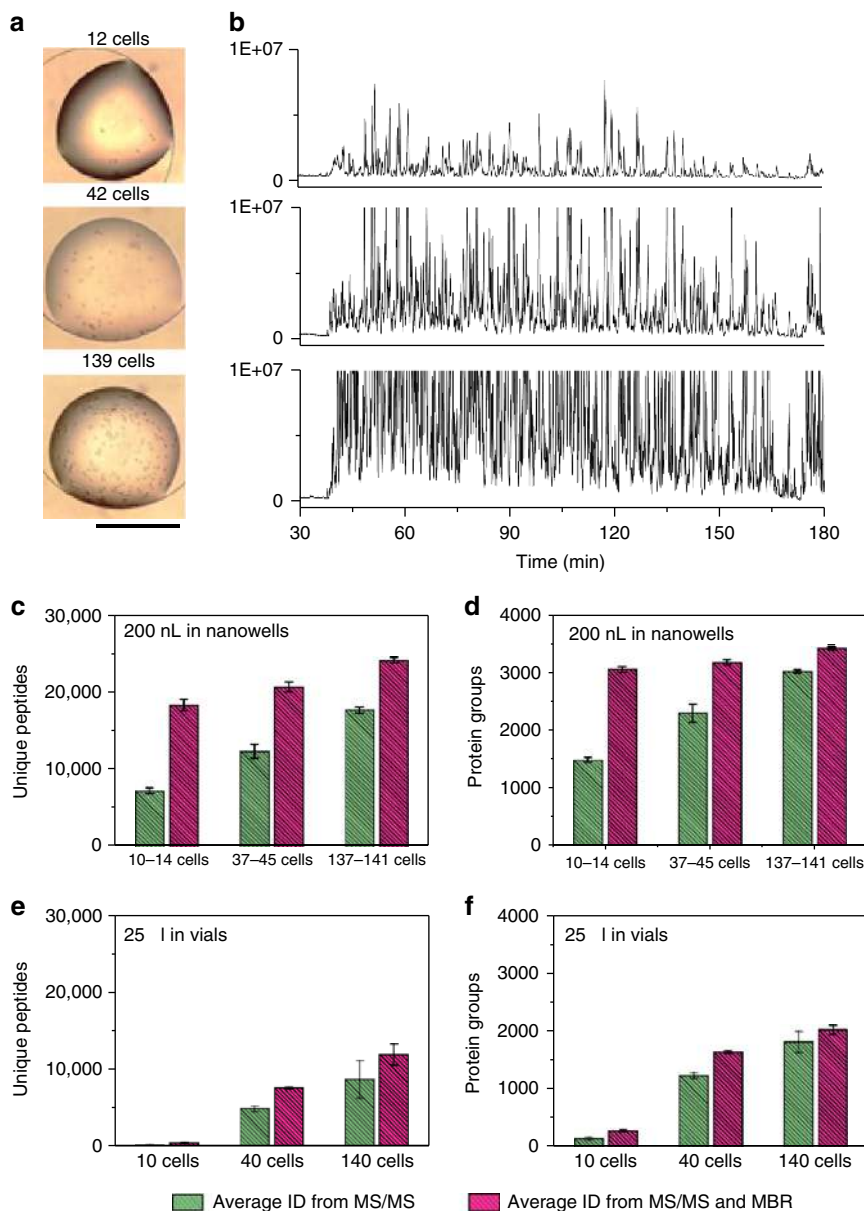 a
12 cells
42 cells
139 cells
b
1E+07
0
1E+07
0
1E+07
0
30 60 90 120 150 180
Time (min)
c
Unique peptides
30,000
20,000
10,000
0
200 nL in nanowells
10–14 cells 37–45 cells 137–141 cells
d
Protein groups
4000
3000
2000
1000
0
200 nL in nanowells
10–14 cells 37–45 cells 137–141 cells
e
Unique peptides
30,000
20,000
10,000
0
25 l in vials
10 cells 40 cells 140 cells
f
Protein groups
4000
3000
2000
1000
0
25 l in vials
10 cells 40 cells 140 cells
Average ID from MS/MS Average ID from MS/MS and MBR